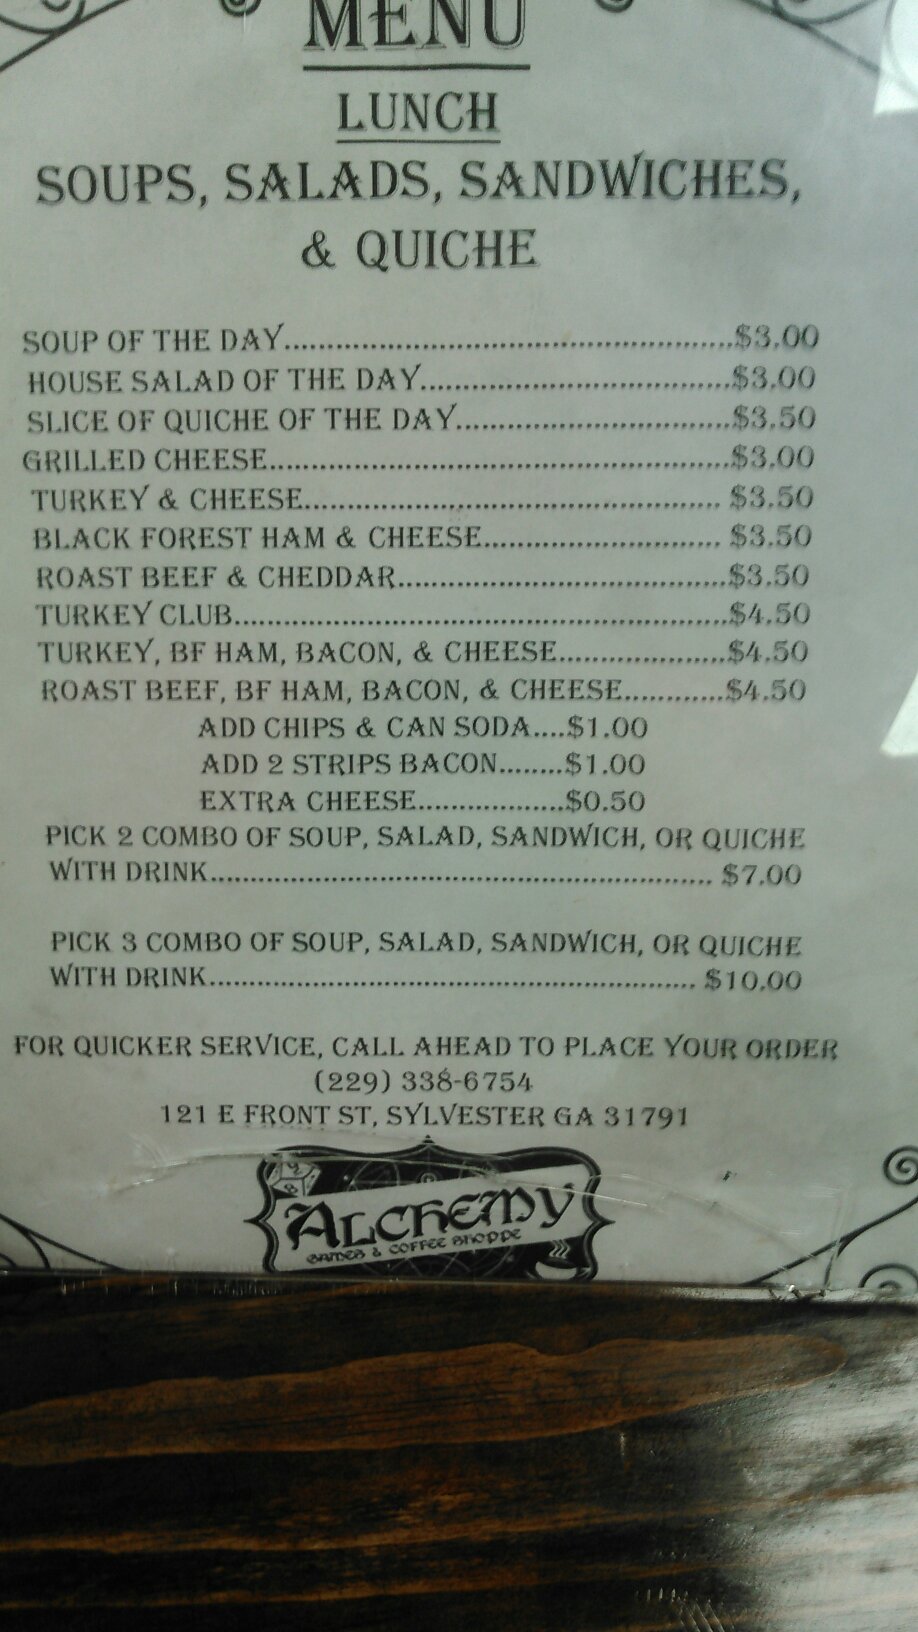 MENU
LUNCH
SOUPS, SALADS, SANDWICHES,
& QUICHE
SOUP OF THE DAY.......................................................$3.00
HOUSE SALAD OF THE DAY......................................$3.00
SLICE OF QUICHE OF THE DAY..................................$3.50
GRILLED CHEESE........................................................$3.00
TURKEY & CHEESE................................................... $3.50
BLACK FOREST HAM & CHEESE............................. $3.50
ROAST BEEF & CHEDDAR........................................$3.50
TURKEY CLUB............................................................$4.50
TURKEY, BF HAM, BACON, & CHEESE.....................$4.50
ROAST BEEF, BF HAM, BACON, & CHEESE.............$4.50
ADD CHIPS & CAN SODA....$1.00
ADD 2 STRIPS BACON........$1.00
EXTRA CHEESE..................$0.50
PICK 2 COMBO OF SOUP, SALAD, SANDWICH, OR QUICHE
WITH DRINK............................................................... $7.00
PICK 3 COMBO OF SOUP, SALAD, SANDWICH, OR QUICHE
WITH DRINK............................................................. $10.00
FOR QUICKER SERVICE, CALL AHEAD TO PLACE YOUR ORDER
(229) 338-6754
121 E FRONT ST, SYLVESTER GA 31791
ALCHEMY
GAMES & COFFEE SHOPPE